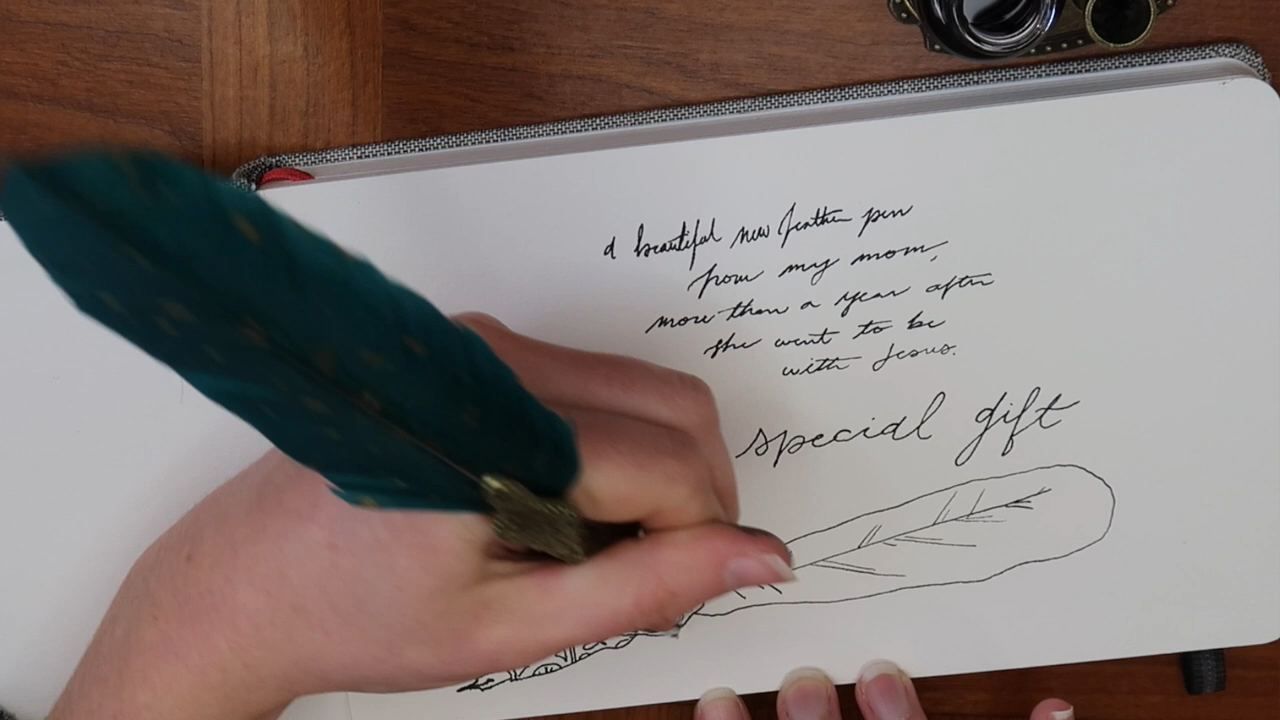 a beautiful new feather pen
from my mom,
more than a year after
she went to be
with Jesus.
special gift